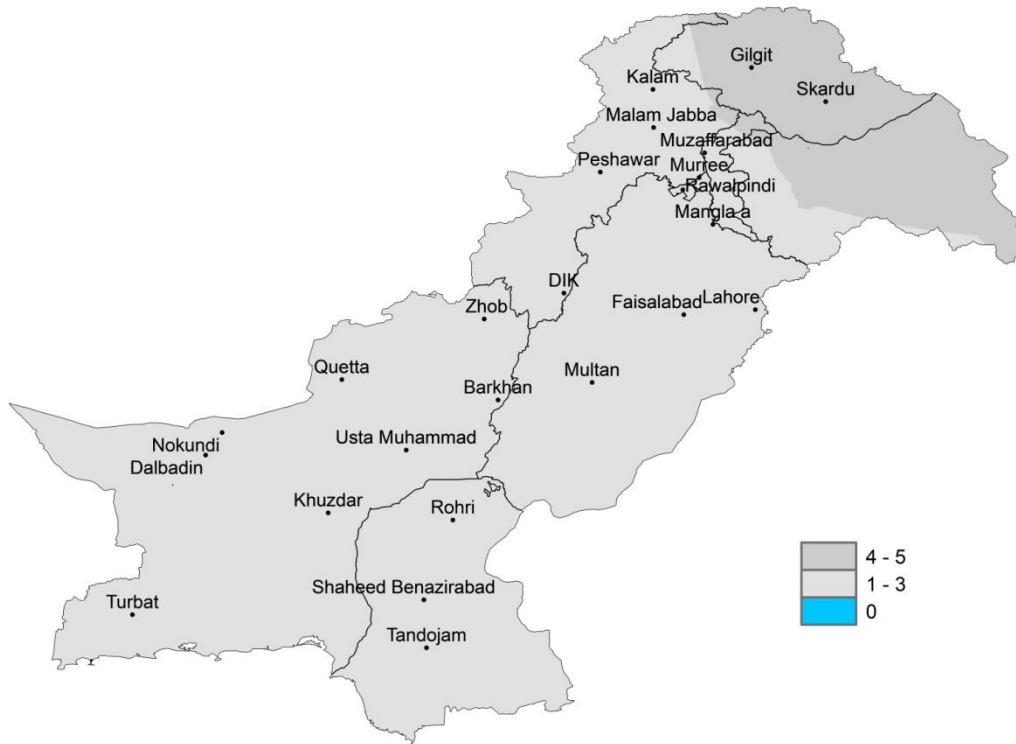 Gilgit
Kalam
Skardu
Malam Jabba
Muzaffarabad
Peshawar
Murree
Rawalpindi
Mangla a
DIK
Zhob
Faisalabad
Lahore
Quetta
Multan
Barkhan
Nokundi
Usta Muhammad
Dalbadin
Khuzdar
Rohri
4 - 5
1 - 3
0
Shaheed Benazirabad
Turbat
Tandojam